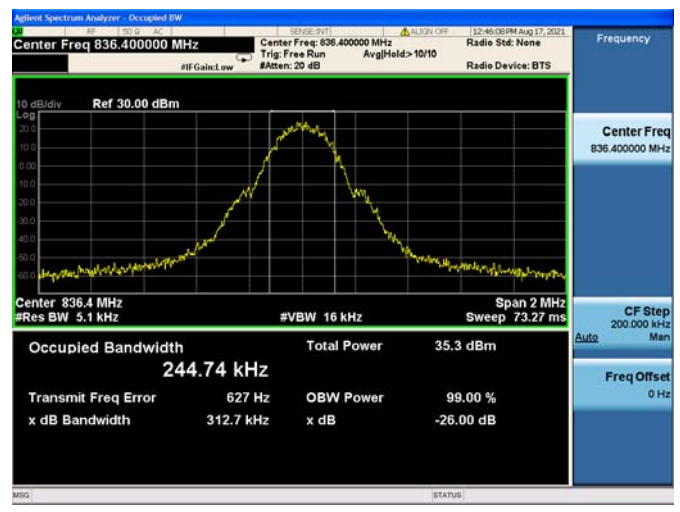 Agilent Spectrum Analyzer - Occupied BW
RF 50 Ω AC SENSE:INT ALIGN OFF 12:46:08 PM Aug 17, 2021
Center Freq 836.400000 MHz
Center Freq: 836.400000 MHz
Radio Std: None
Trig: Free Run Avg|Hold:>10/10
#IFGain:Low
#Atten: 20 dB
Radio Device: BTS
Frequency
10 dB/div Ref 30.00 dBm
Log
20.0
10.0
0.00
-10.0
-20.0
-30.0
-40.0
-50.0
-60.0
Center Freq
836.400000 MHz
Center 836.4 MHz Span 2 MHz
#Res BW 5.1 kHz #VBW 16 kHz Sweep 73.27 ms
CF Step
200.000 kHz
Auto Man
Occupied Bandwidth Total Power 35.3 dBm
244.74 kHz
Transmit Freq Error 627 Hz OBW Power 99.00 %
x dB Bandwidth 312.7 kHz x dB -26.00 dB
Freq Offset
0 Hz
MSG STATUS